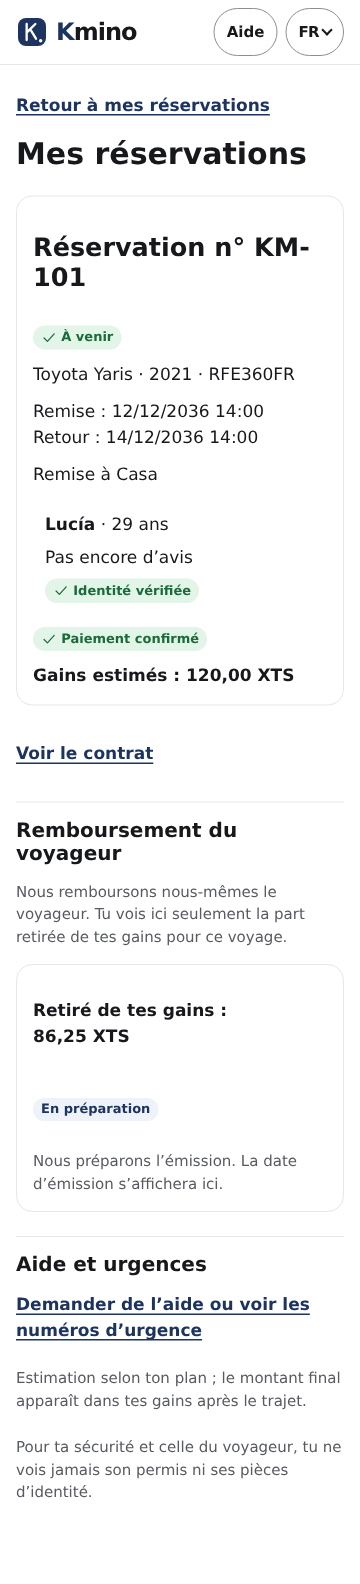 K. Kmino Aide FR
Retour à mes réservations
Mes réservations
Réservation n° KM-
101
À venir
Toyota Yaris · 2021 · RFE360FR
Remise : 12/12/2036 14:00
Retour : 14/12/2036 14:00
Remise à Casa
Lucía · 29 ans
Pas encore d’avis
Identité vérifiée
Paiement confirmé
Gains estimés : 120,00 XTS
Voir le contrat
Remboursement du
voyageur
Nous remboursons nous-mêmes le
voyageur. Tu vois ici seulement la part
retirée de tes gains pour ce voyage.
Retiré de tes gains :
86,25 XTS
En préparation
Nous préparons l’émission. La date
d’émission s’affichera ici.
Aide et urgences
Demander de l’aide ou voir les
numéros d’urgence
Estimation selon ton plan ; le montant final
apparaît dans tes gains après le trajet.
Pour ta sécurité et celle du voyageur, tu ne
vois jamais son permis ni ses pièces
d’identité.